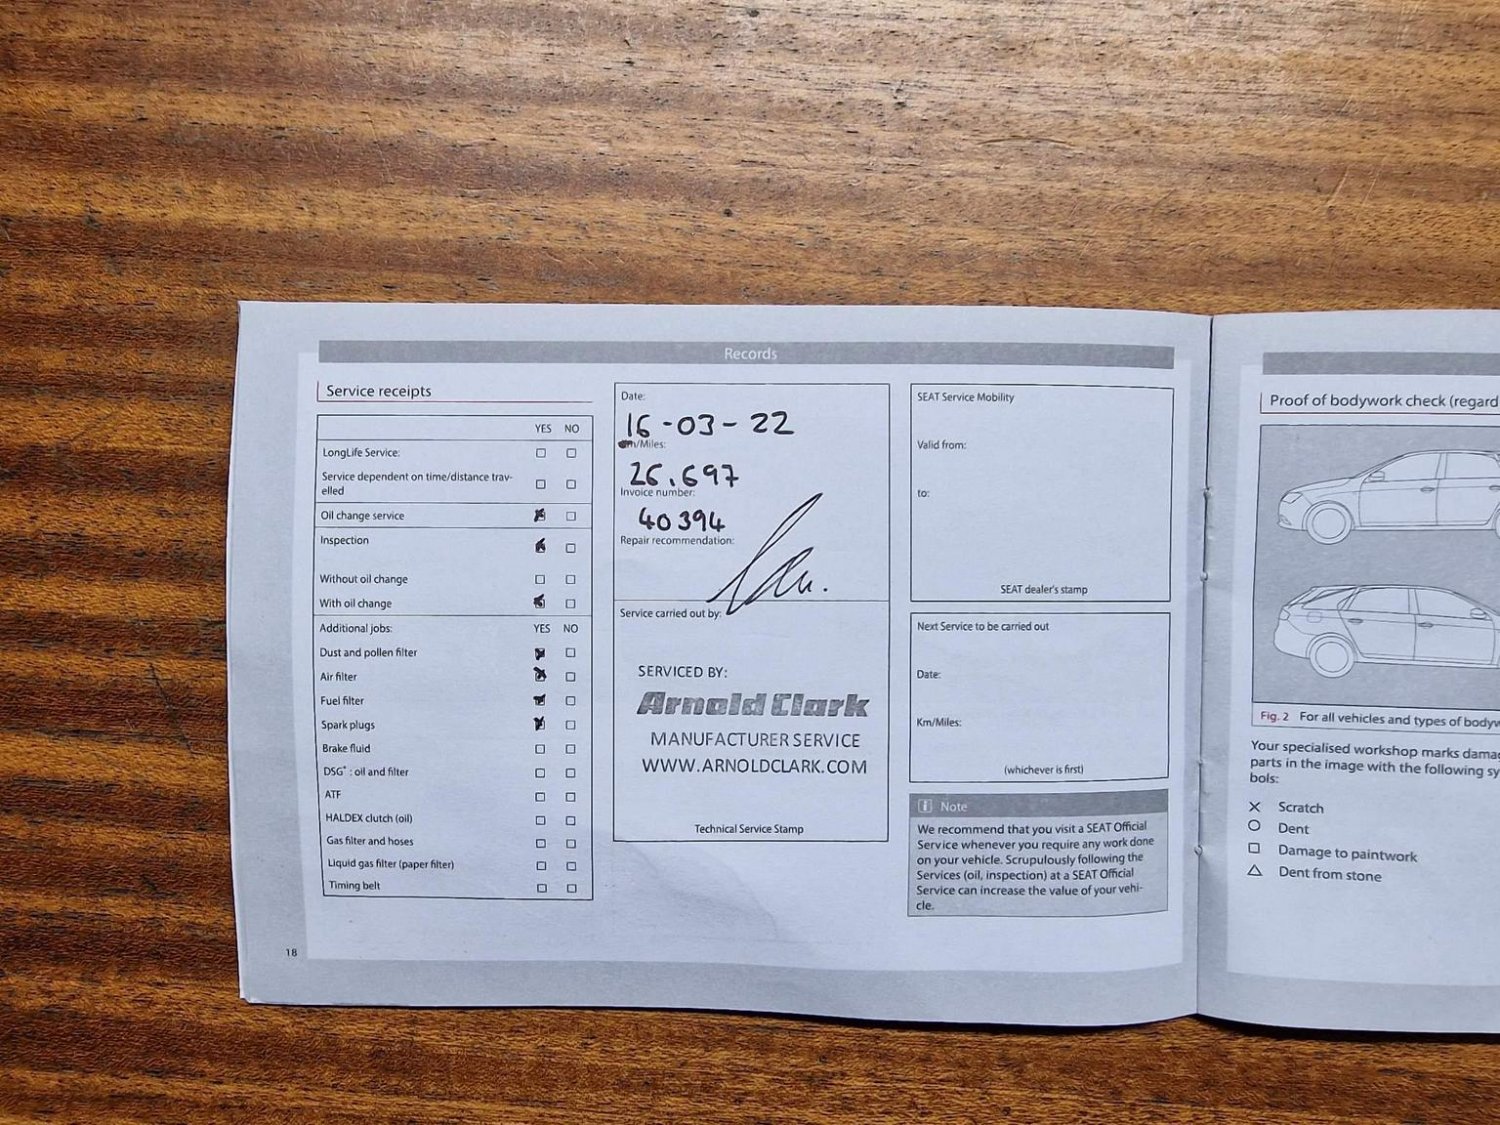 Records
Service receipts
YES NO
LongLife Service:
Service dependent on time/distance trav-
elled
Oil change service
Inspection
Without oil change
With oil change
Additional jobs: YES NO
Dust and pollen filter
Air filter
Fuel filter
Spark plugs
Brake fluid
DSG® : oil and filter
ATF
HALDEX clutch (oil)
Gas filter and hoses
Liquid gas filter (paper filter)
Timing belt
18
Date:
16-03-22
/Miles:
26.697
Invoice number:
40394
Repair recommendation:
Service carried out by:
SERVICED BY:
Arnold Clark
MANUFACTURER SERVICE
WWW.ARNOLDCLARK.COM
Technical Service Stamp
SEAT Service Mobility
Valid from:
to:
SEAT dealer's stamp
Next Service to be carried out
Date:
Km/Miles:
(whichever is first)
Note
We recommend that you visit a SEAT Official
Service whenever you require any work done
on your vehicle. Scrupulously following the
Services (oil, inspection) at a SEAT Official
Service can increase the value of your vehi-
cle.
Proof of bodywork check (regard
Fig. 2 For all vehicles and types of bodyw
Your specialised workshop marks damag
parts in the image with the following sy
bols:
Scratch
Dent
Damage to paintwork
Dent from stone